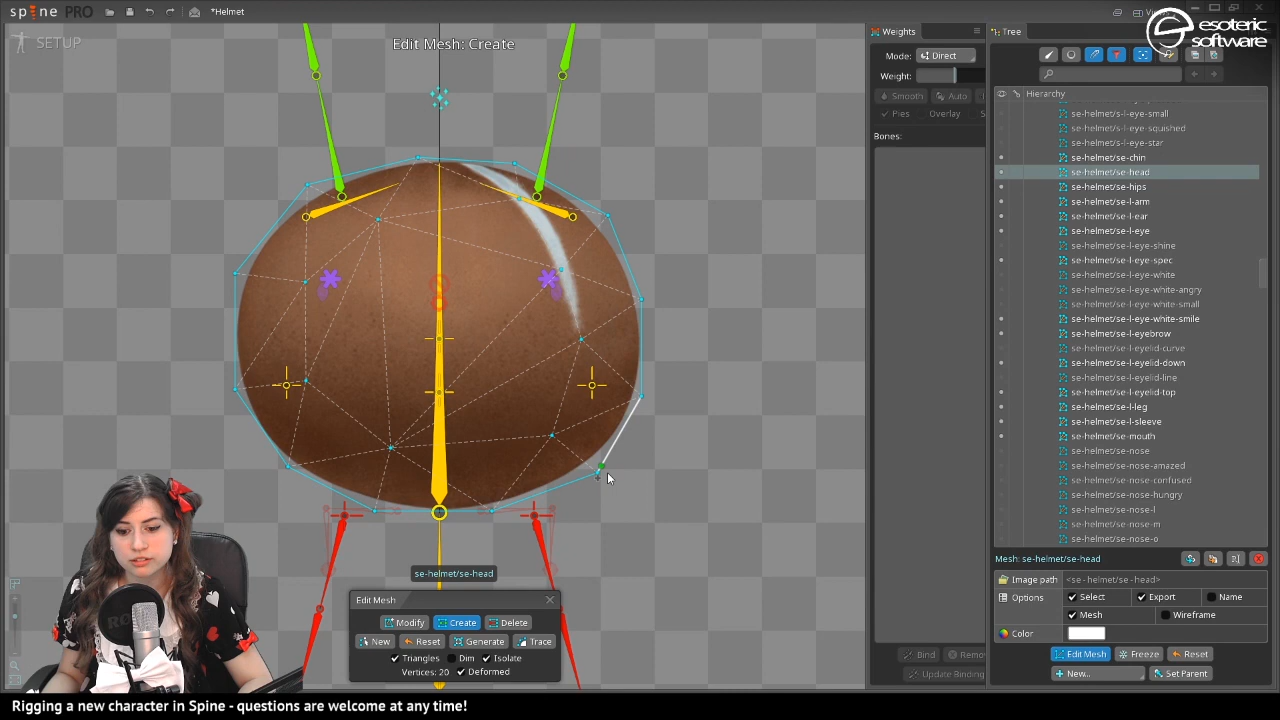 spine PRO
*Helmet
Views
esoteric
software
SETUP
Edit Mesh: Create
Weights
Mode: Direct
Weight:
Smooth Auto
Pies Overlay S
Bones:
Bind Remov
Update Binding
Tree
Hierarchy
se-helmet/s-l-eye-small
se-helmet/s-l-eye-squished
se-helmet/s-l-eye-star
se-helmet/se-chin
se-helmet/se-head
se-helmet/se-hips
se-helmet/se-l-arm
se-helmet/se-l-ear
se-helmet/se-l-eye
se-helmet/se-l-eye-shine
se-helmet/se-l-eye-spec
se-helmet/se-l-eye-white
se-helmet/se-l-eye-white-angry
se-helmet/se-l-eye-white-small
se-helmet/se-l-eye-white-smile
se-helmet/se-l-eyebrow
se-helmet/se-l-eyelid-curve
se-helmet/se-l-eyelid-down
se-helmet/se-l-eyelid-line
se-helmet/se-l-eyelid-top
se-helmet/se-l-leg
se-helmet/se-l-sleeve
se-helmet/se-mouth
se-helmet/se-nose
se-helmet/se-nose-amazed
se-helmet/se-nose-confused
se-helmet/se-nose-hungry
se-helmet/se-nose-l
se-helmet/se-nose-m
se-helmet/se-nose-o
Mesh: se-helmet/se-head
Image path <se-helmet/se-head>
Options Select Export Name
Mesh Wireframe
Color
Edit Mesh Freeze Reset
New... Set Parent
se-helmet/se-head
Edit Mesh
Modify Create Delete
New Reset Generate Trace
Triangles Dim Isolate
Vertices: 20 Deformed
Rigging a new character in Spine - questions are welcome at any time!